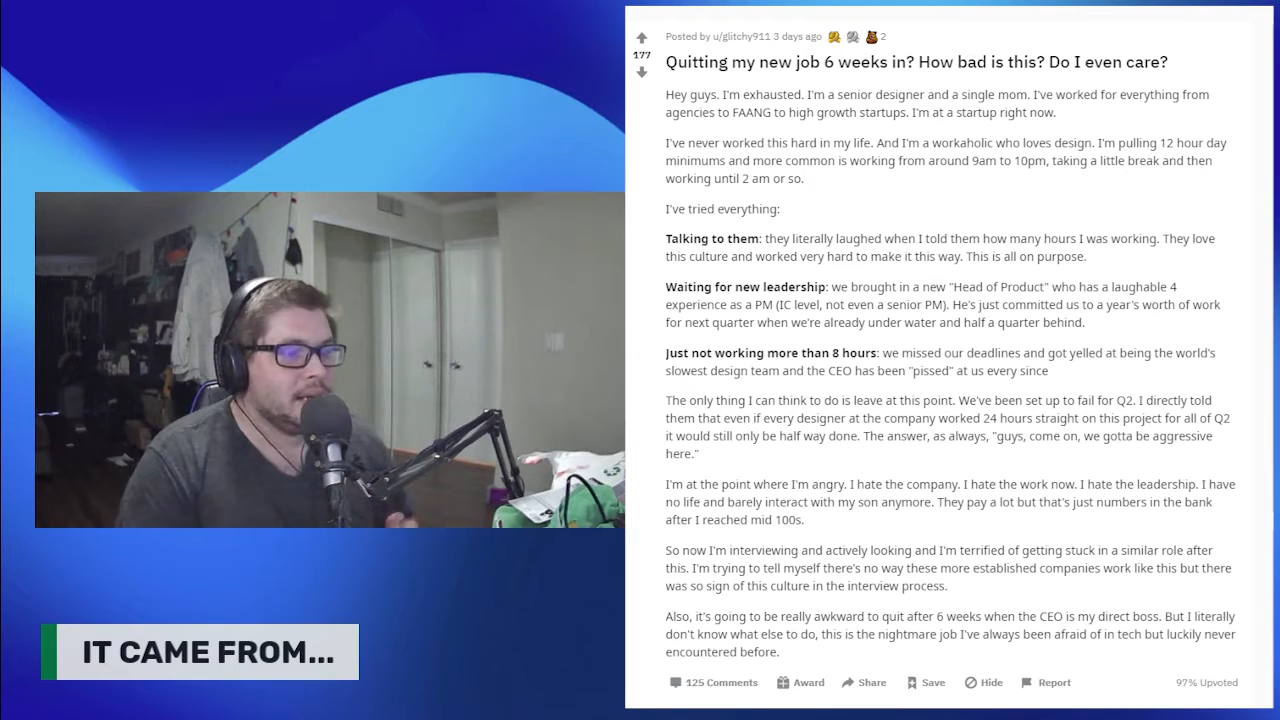 Posted by u/glitchy911 3 days ago 2
177
Quitting my new job 6 weeks in? How bad is this? Do I even care?
Hey guys. I'm exhausted. I'm a senior designer and a single mom. I've worked for everything from
agencies to FAANG to high growth startups. I'm at a startup right now.
I've never worked this hard in my life. And I'm a workaholic who loves design. I'm pulling 12 hour day
minimums and more common is working from around 9am to 10pm, taking a little break and then
working until 2 am or so.
I've tried everything:
Talking to them: they literally laughed when I told them how many hours I was working. They love
this culture and worked very hard to make it this way. This is all on purpose.
Waiting for new leadership: we brought in a new "Head of Product" who has a laughable 4
experience as a PM (IC level, not even a senior PM). He's just committed us to a year's worth of work
for next quarter when we're already under water and half a quarter behind.
Just not working more than 8 hours: we missed our deadlines and got yelled at being the world's
slowest design team and the CEO has been "pissed" at us every since
The only thing I can think to do is leave at this point. We've been set up to fail for Q2. I directly told
them that even if every designer at the company worked 24 hours straight on this project for all of Q2
it would still only be half way done. The answer, as always, "guys, come on, we gotta be aggressive
here."
I'm at the point where I'm angry. I hate the company. I hate the work now. I hate the leadership. I have
no life and barely interact with my son anymore. They pay a lot but that's just numbers in the bank
after I reached mid 100s.
So now I'm interviewing and actively looking and I'm terrified of getting stuck in a similar role after
this. I'm trying to tell myself there's no way these more established companies work like this but there
was so sign of this culture in the interview process.
Also, it's going to be really awkward to quit after 6 weeks when the CEO is my direct boss. But I literally
don't know what else to do, this is the nightmare job I've always been afraid of in tech but luckily never
encountered before.
125 Comments Award Share Save Hide Report 97% Upvoted
IT CAME FROM...